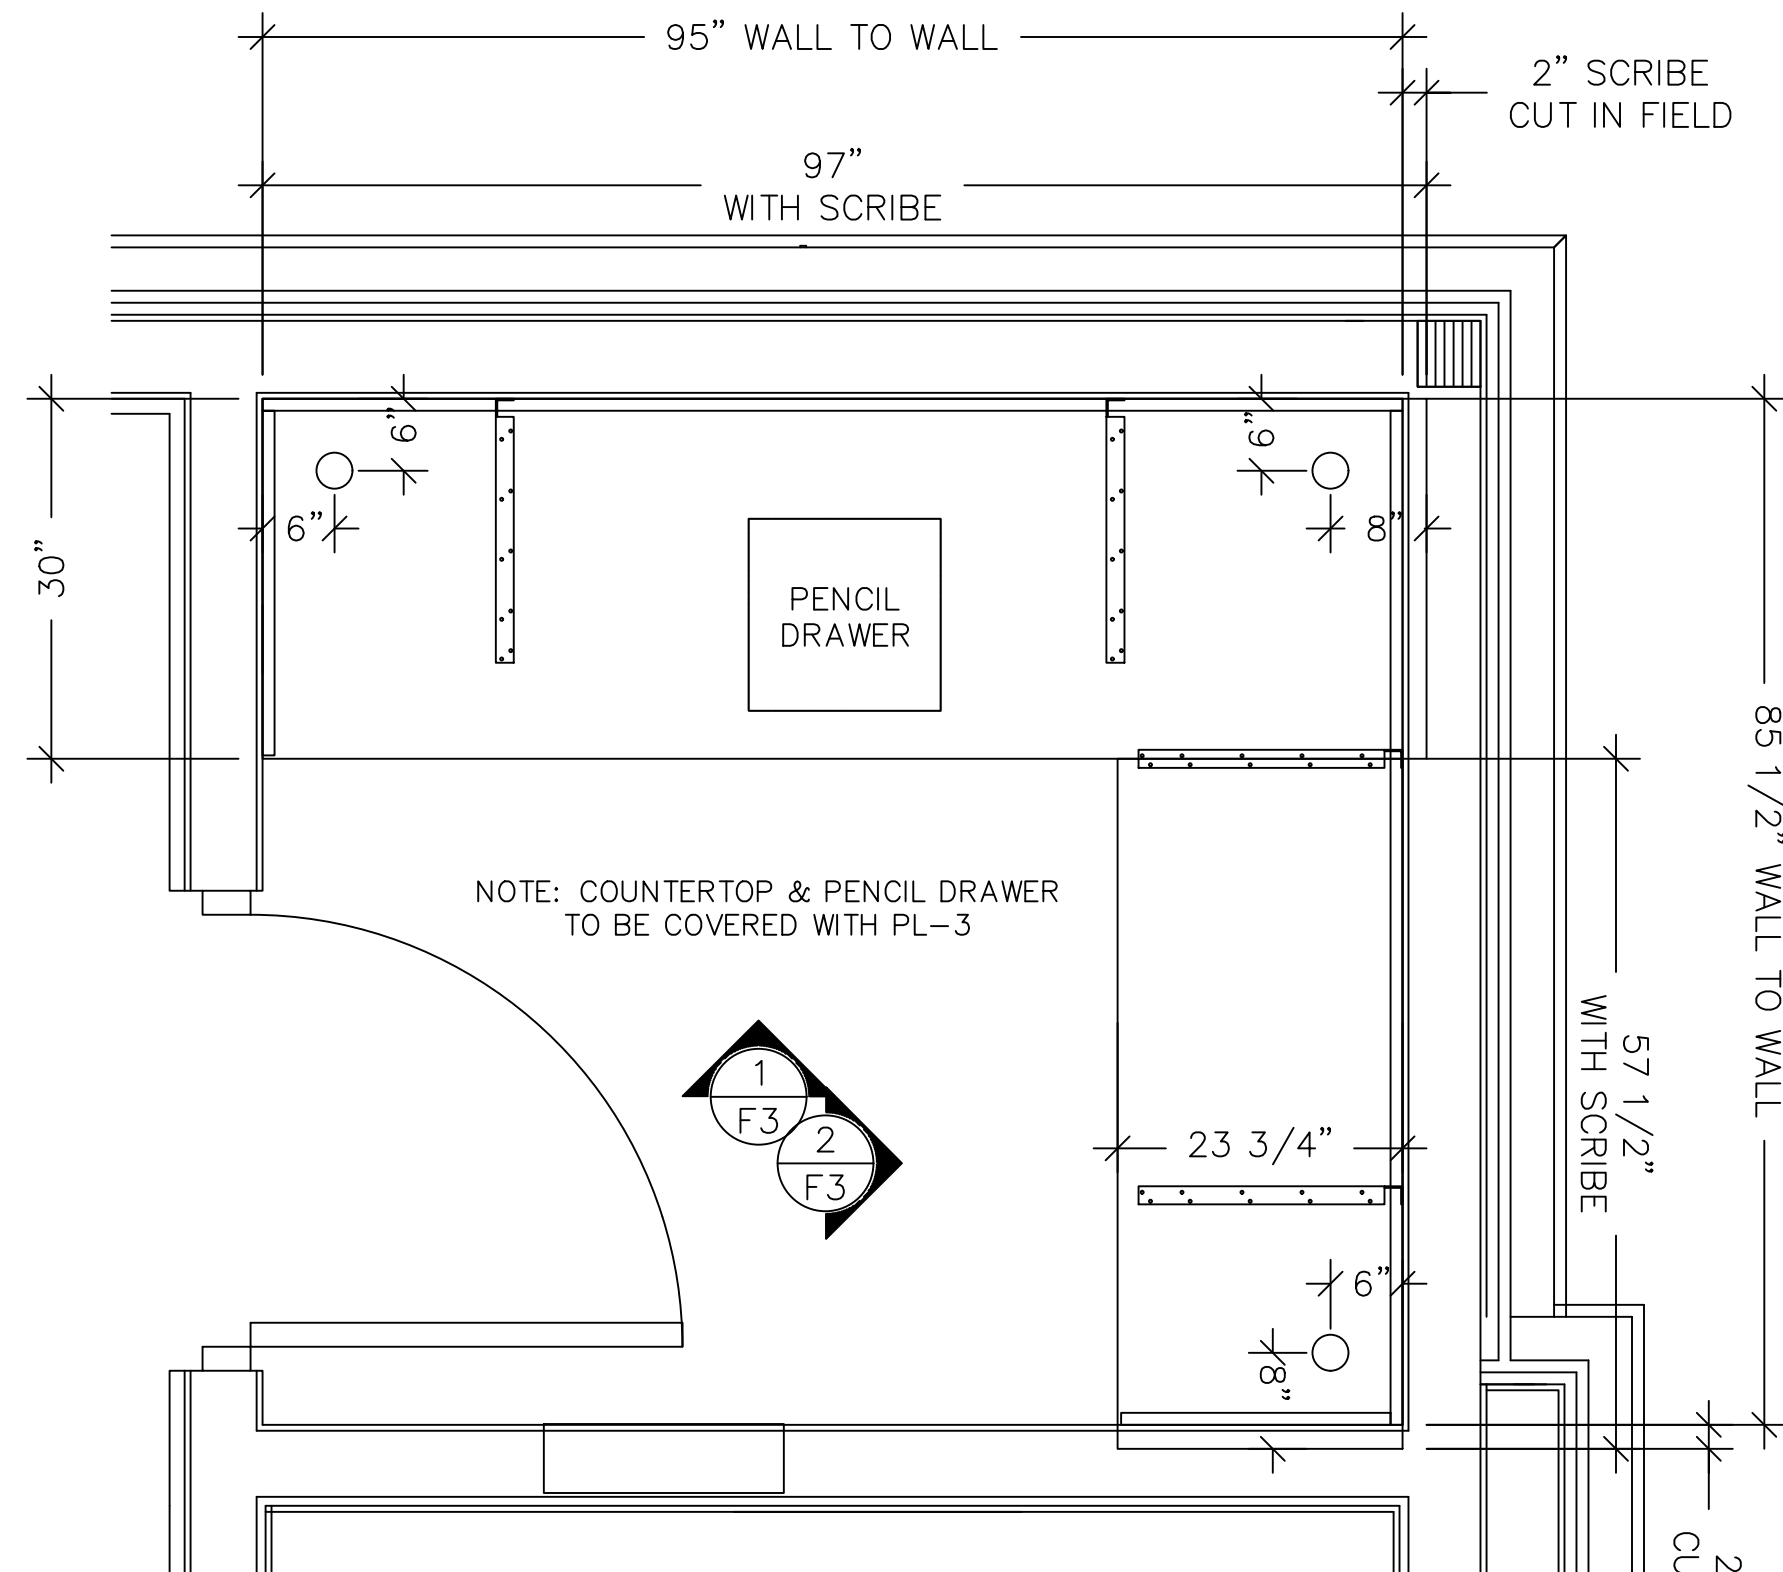 95” WALL TO WALL
2” SCRIBE
CUT IN FIELD
97”
WITH SCRIBE
6”
6”
6”
8”
30”
PENCIL
DRAWER
85 1/2” WALL TO WALL
NOTE: COUNTERTOP & PENCIL DRAWER
TO BE COVERED WITH PL-3
57 1/2”
WITH SCRIBE
1
F3
2
F3
23 3/4”
6”
8”
2